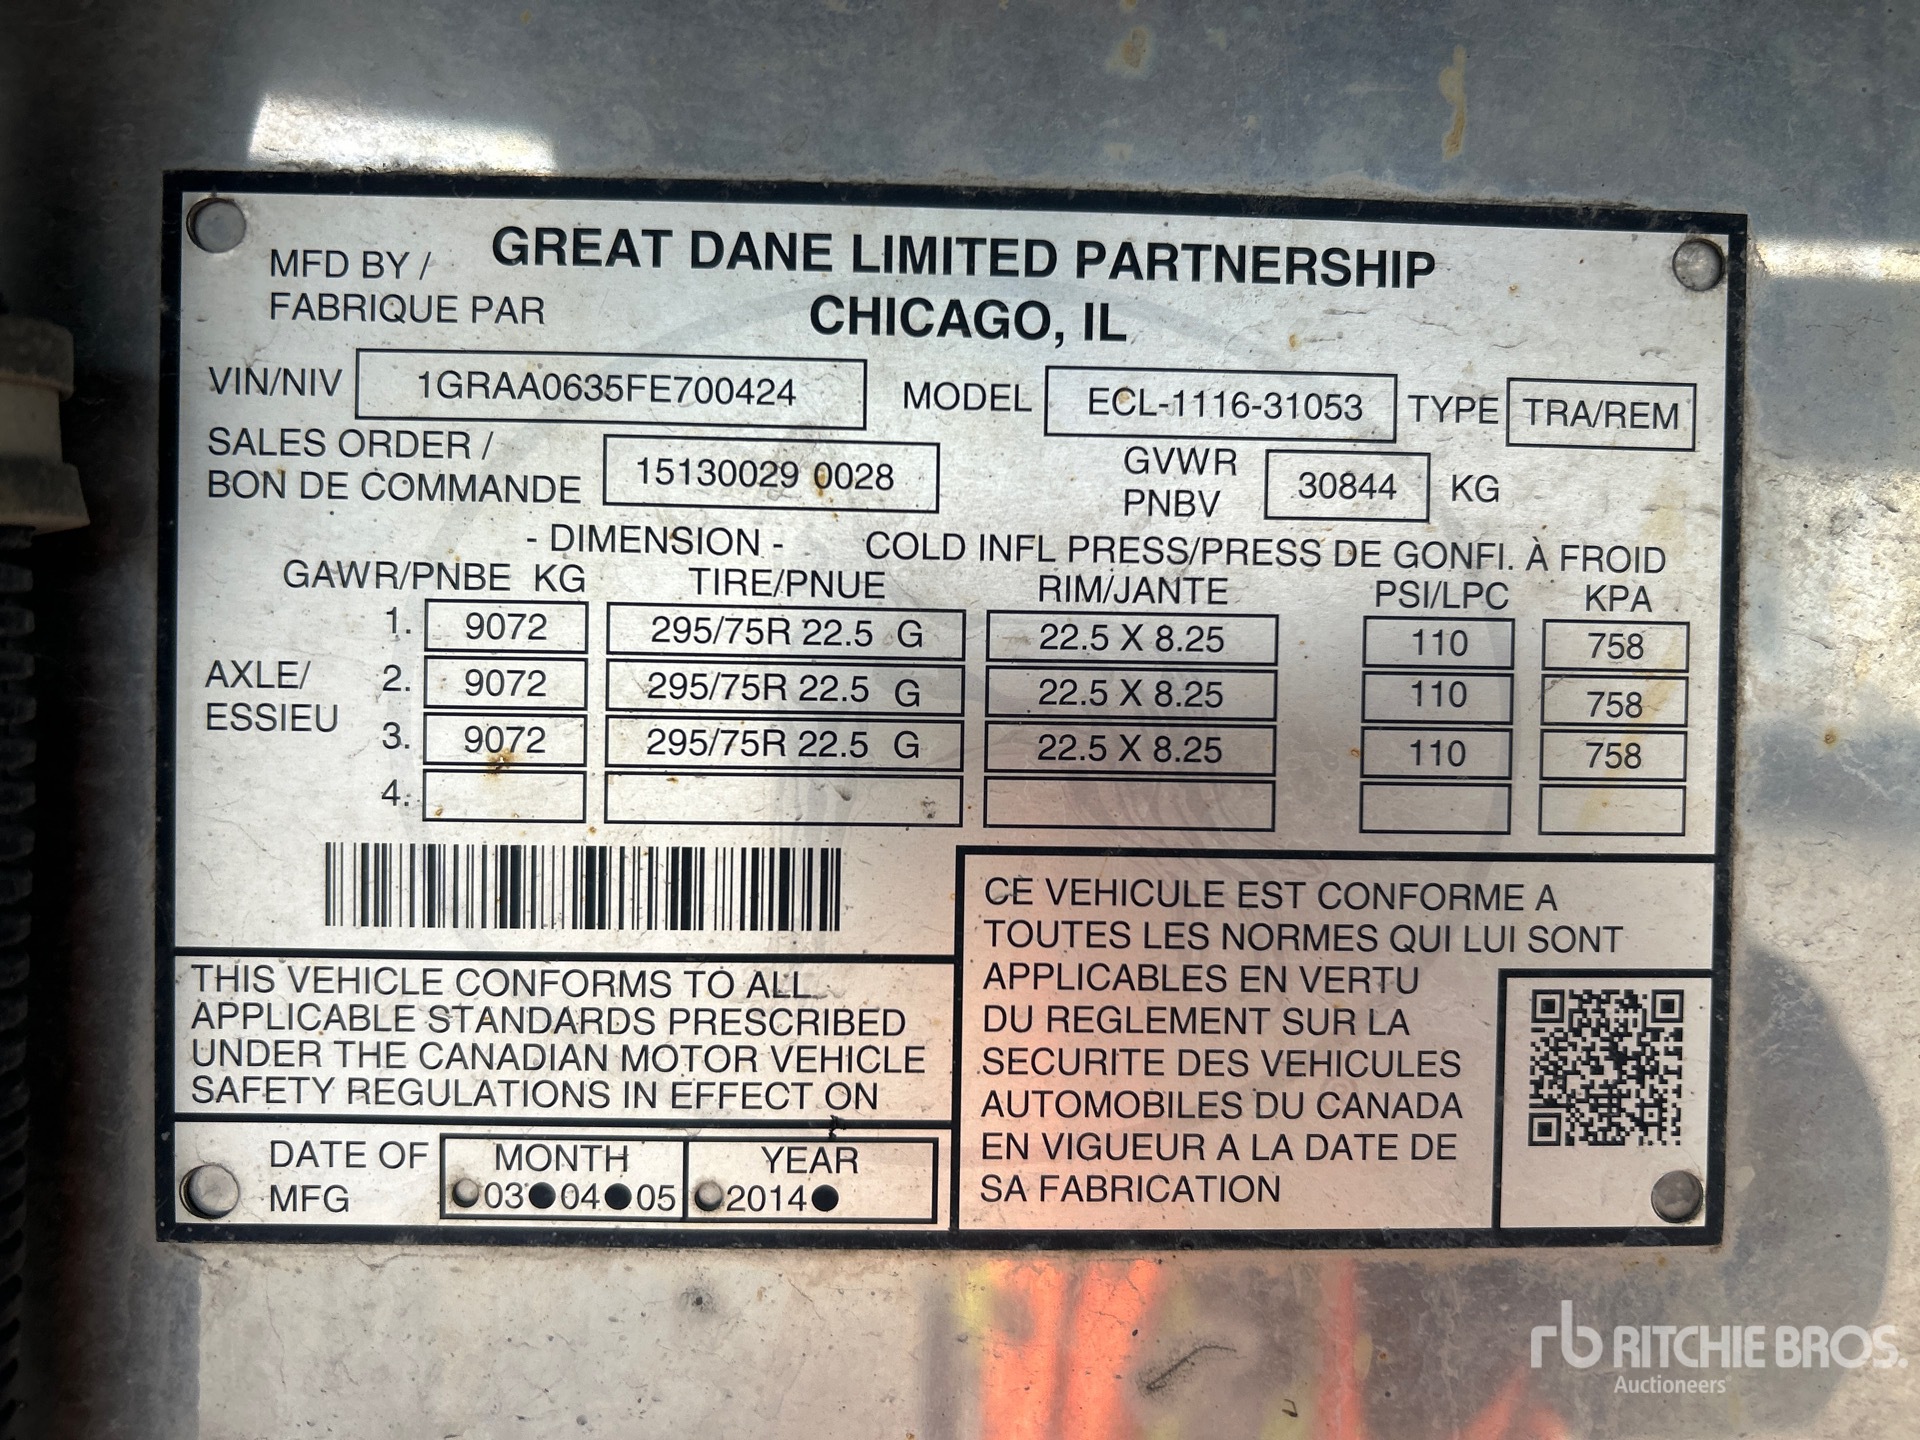 MFD BY / GREAT DANE LIMITED PARTNERSHIP
FABRIQUE PAR CHICAGO, IL
VIN/NIV 1GRAA0635FE700424 MODEL ECL-1116-31053 TYPE TRA/REM
SALES ORDER /
BON DE COMMANDE 15130029 0028 GVWR
PNBV 30844 KG
- DIMENSION - COLD INFL PRESS/PRESS DE GONFI. À FROID
GAWR/PNBE KG TIRE/PNUE RIM/JANTE PSI/LPC KPA
1. 9072 295/75R 22.5 G 22.5 X 8.25 110 758
AXLE/
ESSIEU
2. 9072 295/75R 22.5 G 22.5 X 8.25 110 758
3. 9072 295/75R 22.5 G 22.5 X 8.25 110 758
4.
THIS VEHICLE CONFORMS TO ALL
APPLICABLE STANDARDS PRESCRIBED
UNDER THE CANADIAN MOTOR VEHICLE
SAFETY REGULATIONS IN EFFECT ON
DATE OF
MFG
MONTH
03 04 05
YEAR
2014
CE VEHICULE EST CONFORME A
TOUTES LES NORMES QUI LUI SONT
APPLICABLES EN VERTU
DU REGLEMENT SUR LA
SECURITE DES VEHICULES
AUTOMOBILES DU CANADA
EN VIGUEUR A LA DATE DE
SA FABRICATION
rb RITCHIE BROS.
Auctioneers